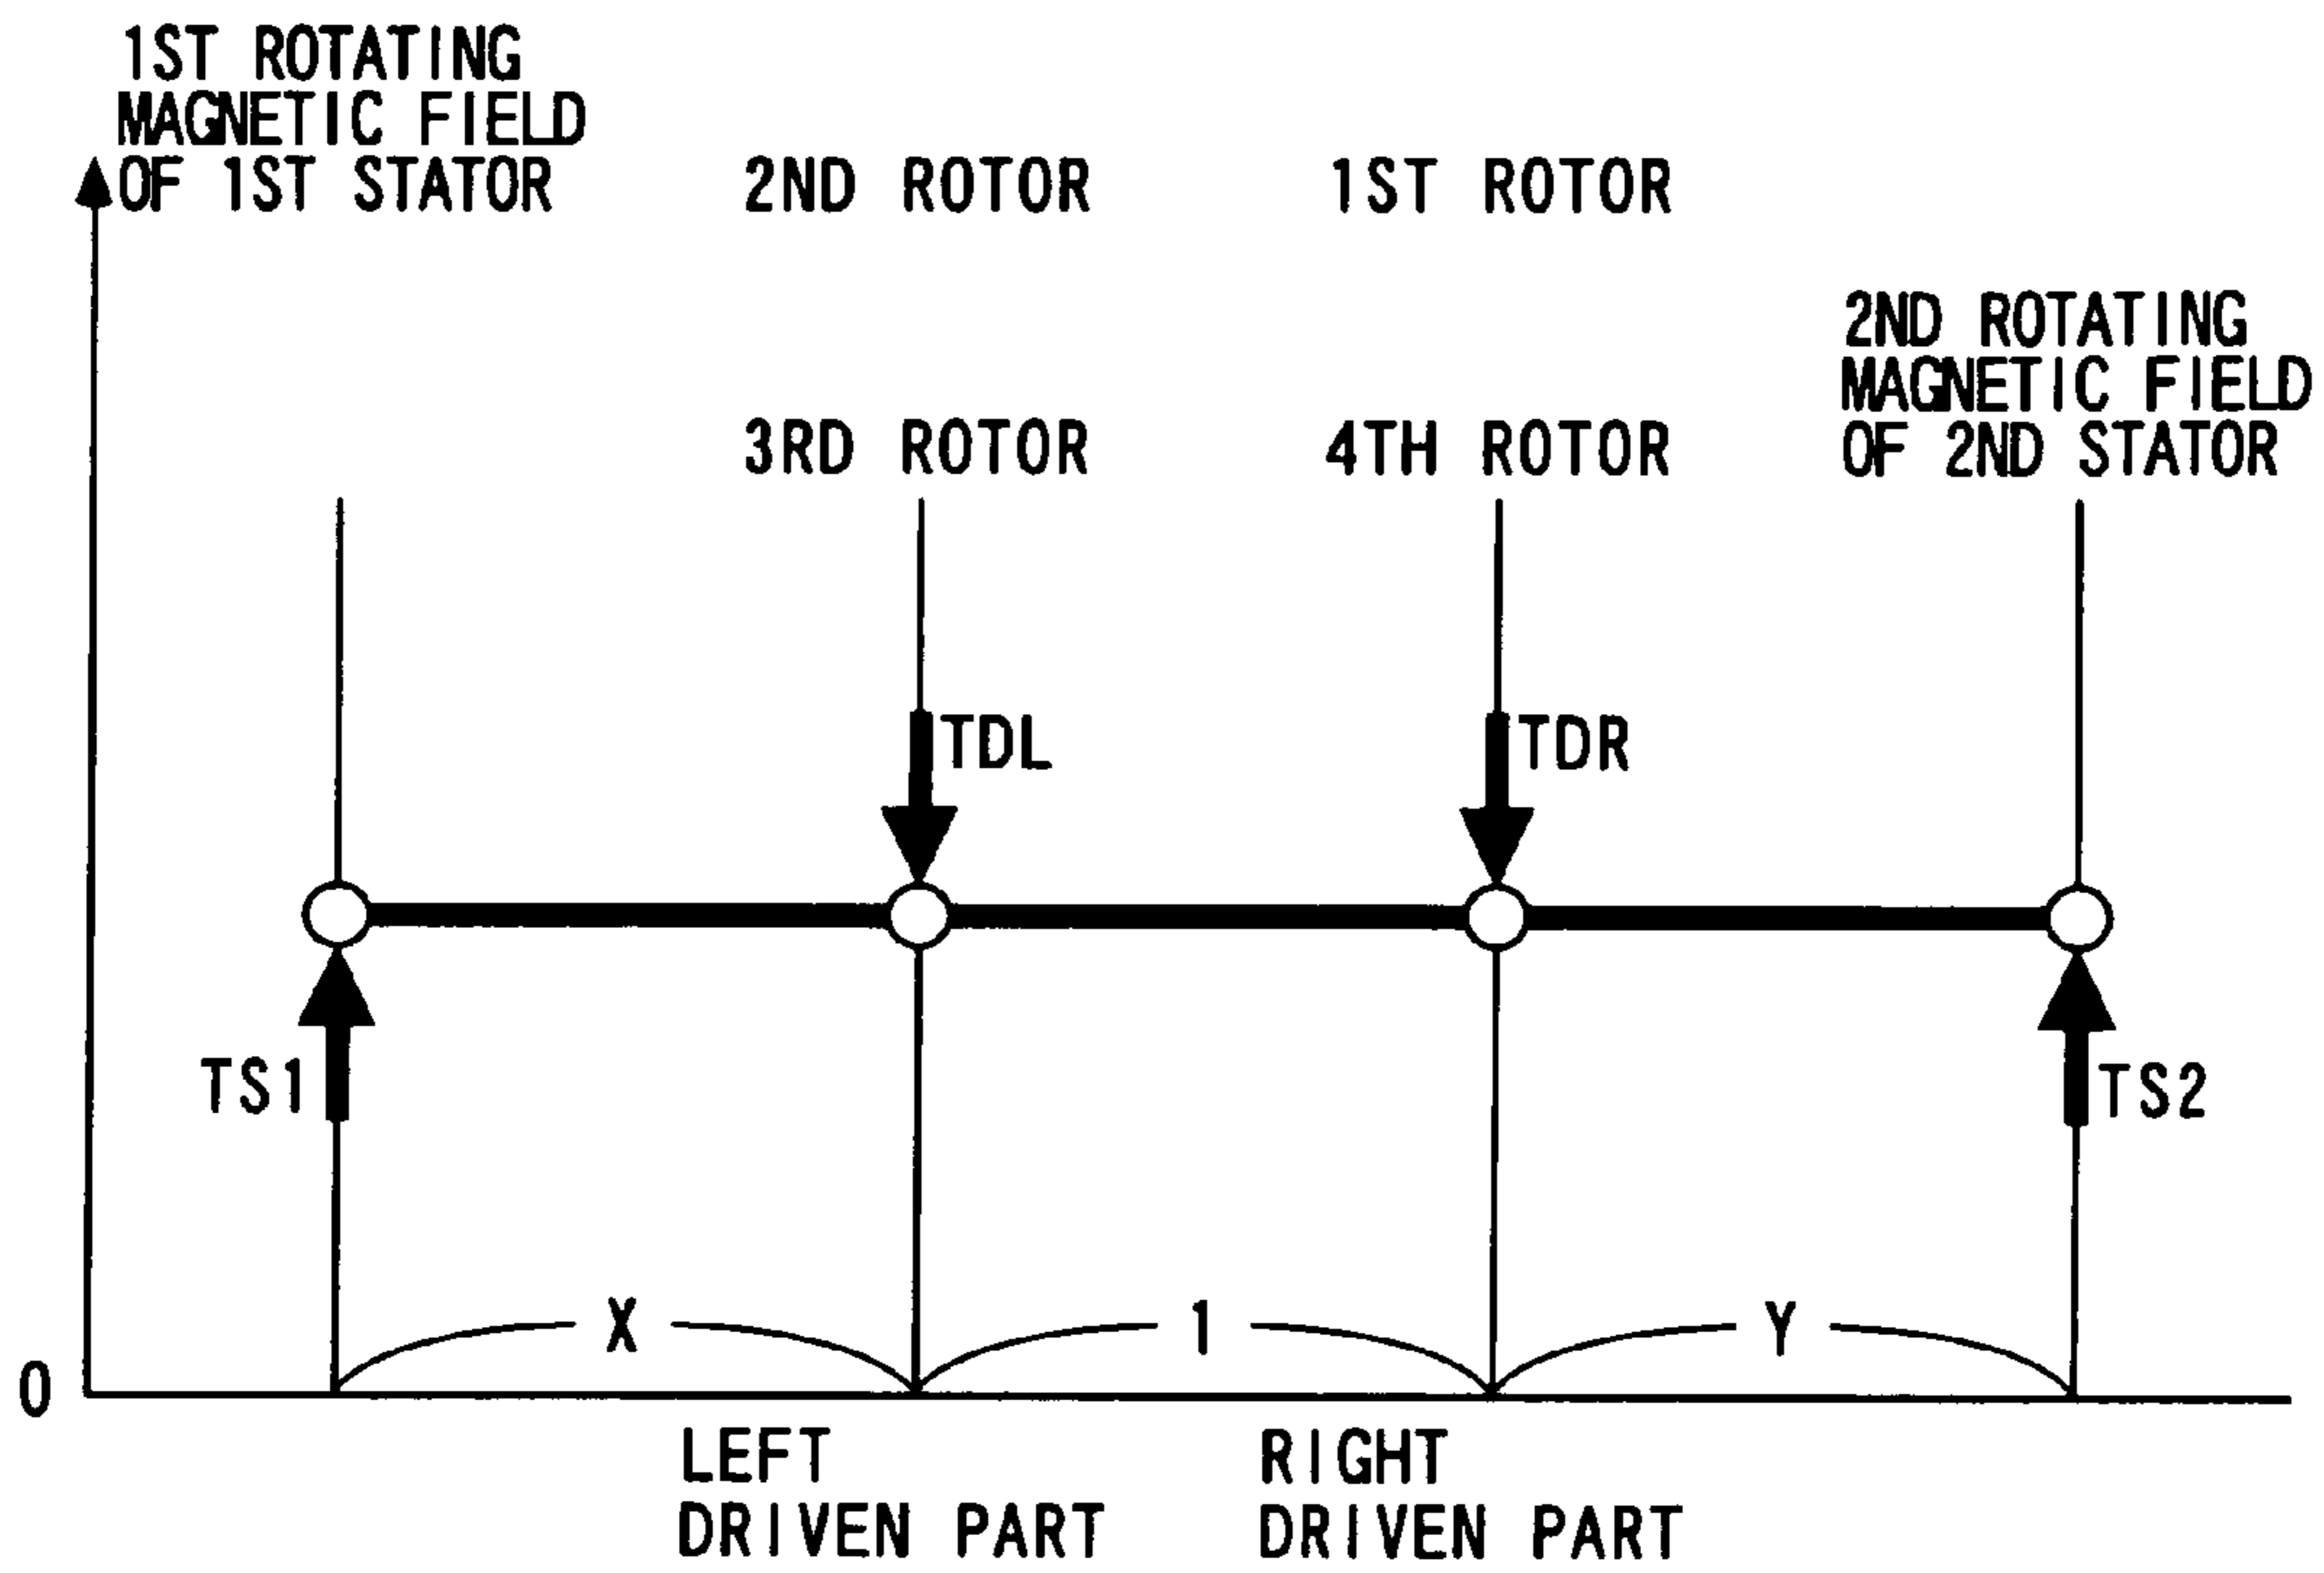 1ST ROTATING
MAGNETIC FIELD
OF 1ST STATOR
2ND ROTOR
1ST ROTOR
2ND ROTATING
MAGNETIC FIELD
OF 2ND STATOR
3RD ROTOR
4TH ROTOR
TDL
TDR
TS1
TS2
X
1
Y
0
LEFT
DRIVEN PART
RIGHT
DRIVEN PART